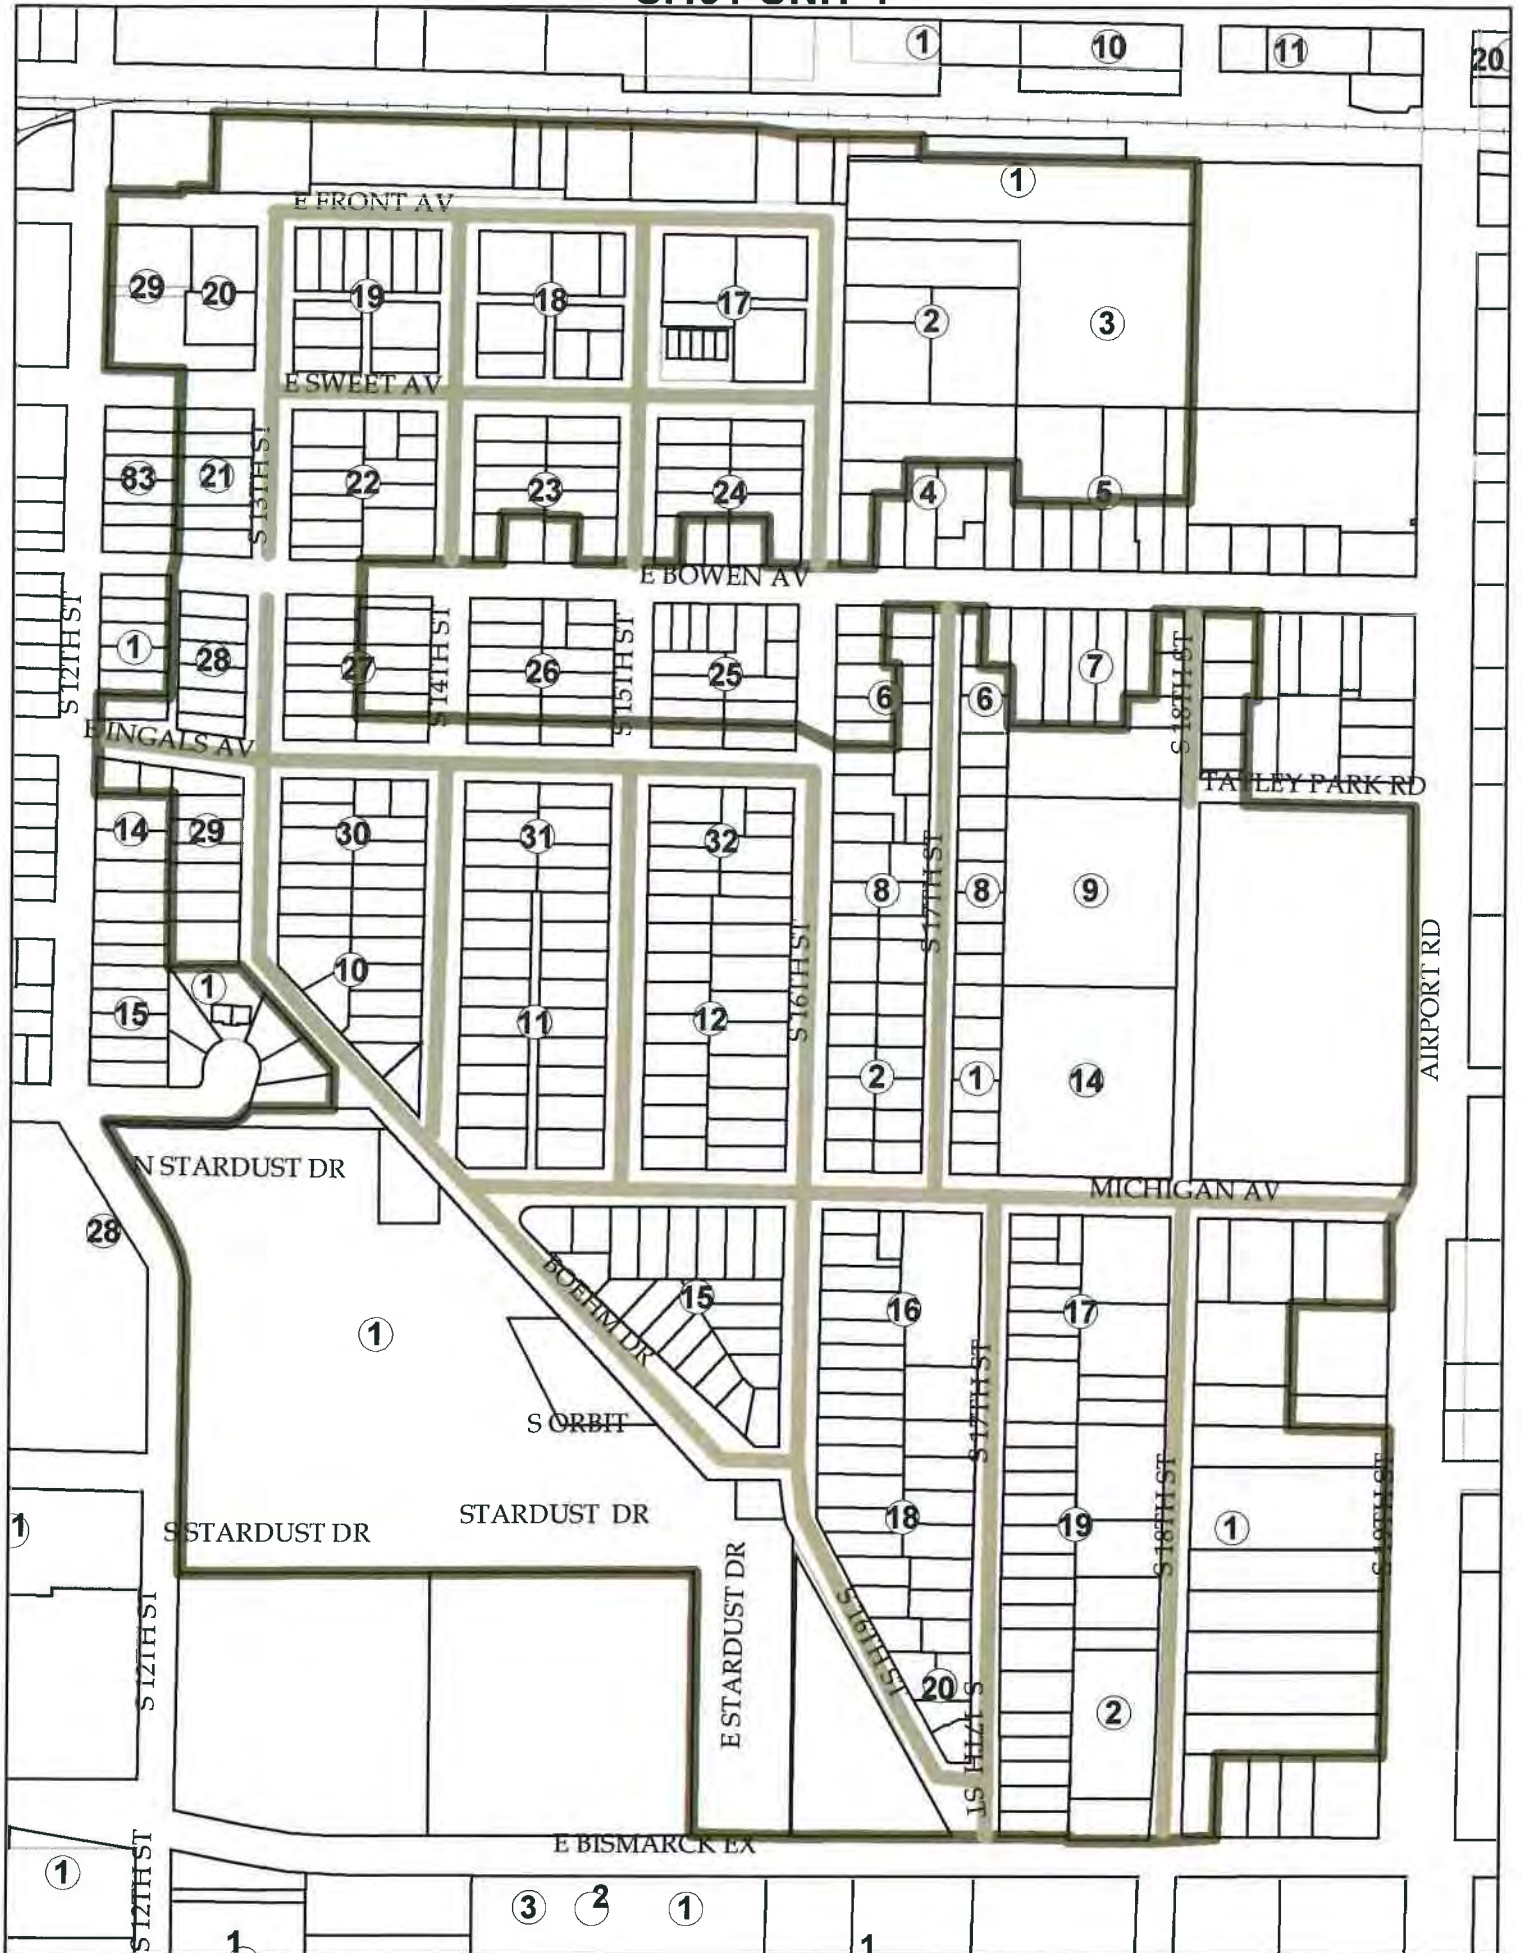 1
10
11
20
1
E FRONT AV
29
20
19
18
17
2
3
E SWEET AV
83
21
S 13TH ST
22
23
24
4
5
E BOWEN AV
S 12TH ST
1
28
27
S 14TH ST
26
S 15TH ST
25
6
6
7
S 18TH ST
E INGALS AV
TATLEY PARK RD
14
29
30
31
32
8
S 17TH ST
8
9
10
1
15
11
12
S 16TH ST
2
1
14
AIRPORT RD
N STARDUST DR
MICHIGAN AV
28
1
BOEHM DR
15
16
17
S ORBIT
S 17TH ST
1
S STARDUST DR
STARDUST DR
18
19
S 18TH ST
1
S 19TH ST
S 12TH ST
E STARDUST DR
S 16TH ST
20
S 17TH ST
2
E BISMARCK EX
1
S 12TH ST
3
2
1
1
1